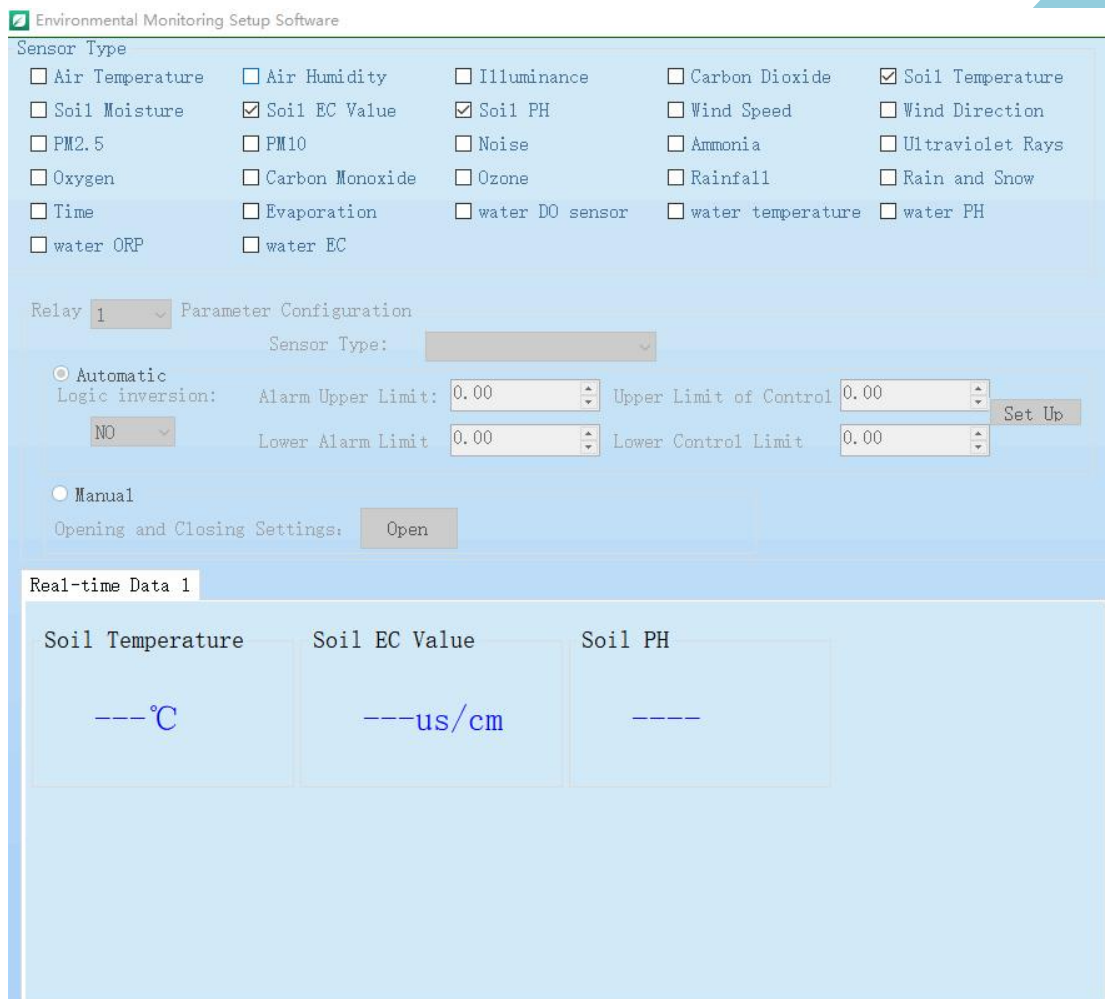 Environmental Monitoring Setup Software
Sensor Type
Air Temperature Air Humidity Illuminance Carbon Dioxide Soil Temperature
Soil Moisture Soil EC Value Soil PH Wind Speed Wind Direction
PM2.5 PM10 Noise Ammonia Ultraviolet Rays
Oxygen Carbon Monoxide Ozone Rainfall Rain and Snow
Time Evaporation water DO sensor water temperature water PH
water ORP water EC
Relay 1 Parameter Configuration
Sensor Type:
Automatic
Logic inversion: Alarm Upper Limit: 0.00 Upper Limit of Control 0.00
Set Up
NO Lower Alarm Limit 0.00 Lower Control Limit 0.00
Manual
Opening and Closing Settings: Open
Real-time Data 1
Soil Temperature Soil EC Value Soil PH
---℃ ---us/cm ----